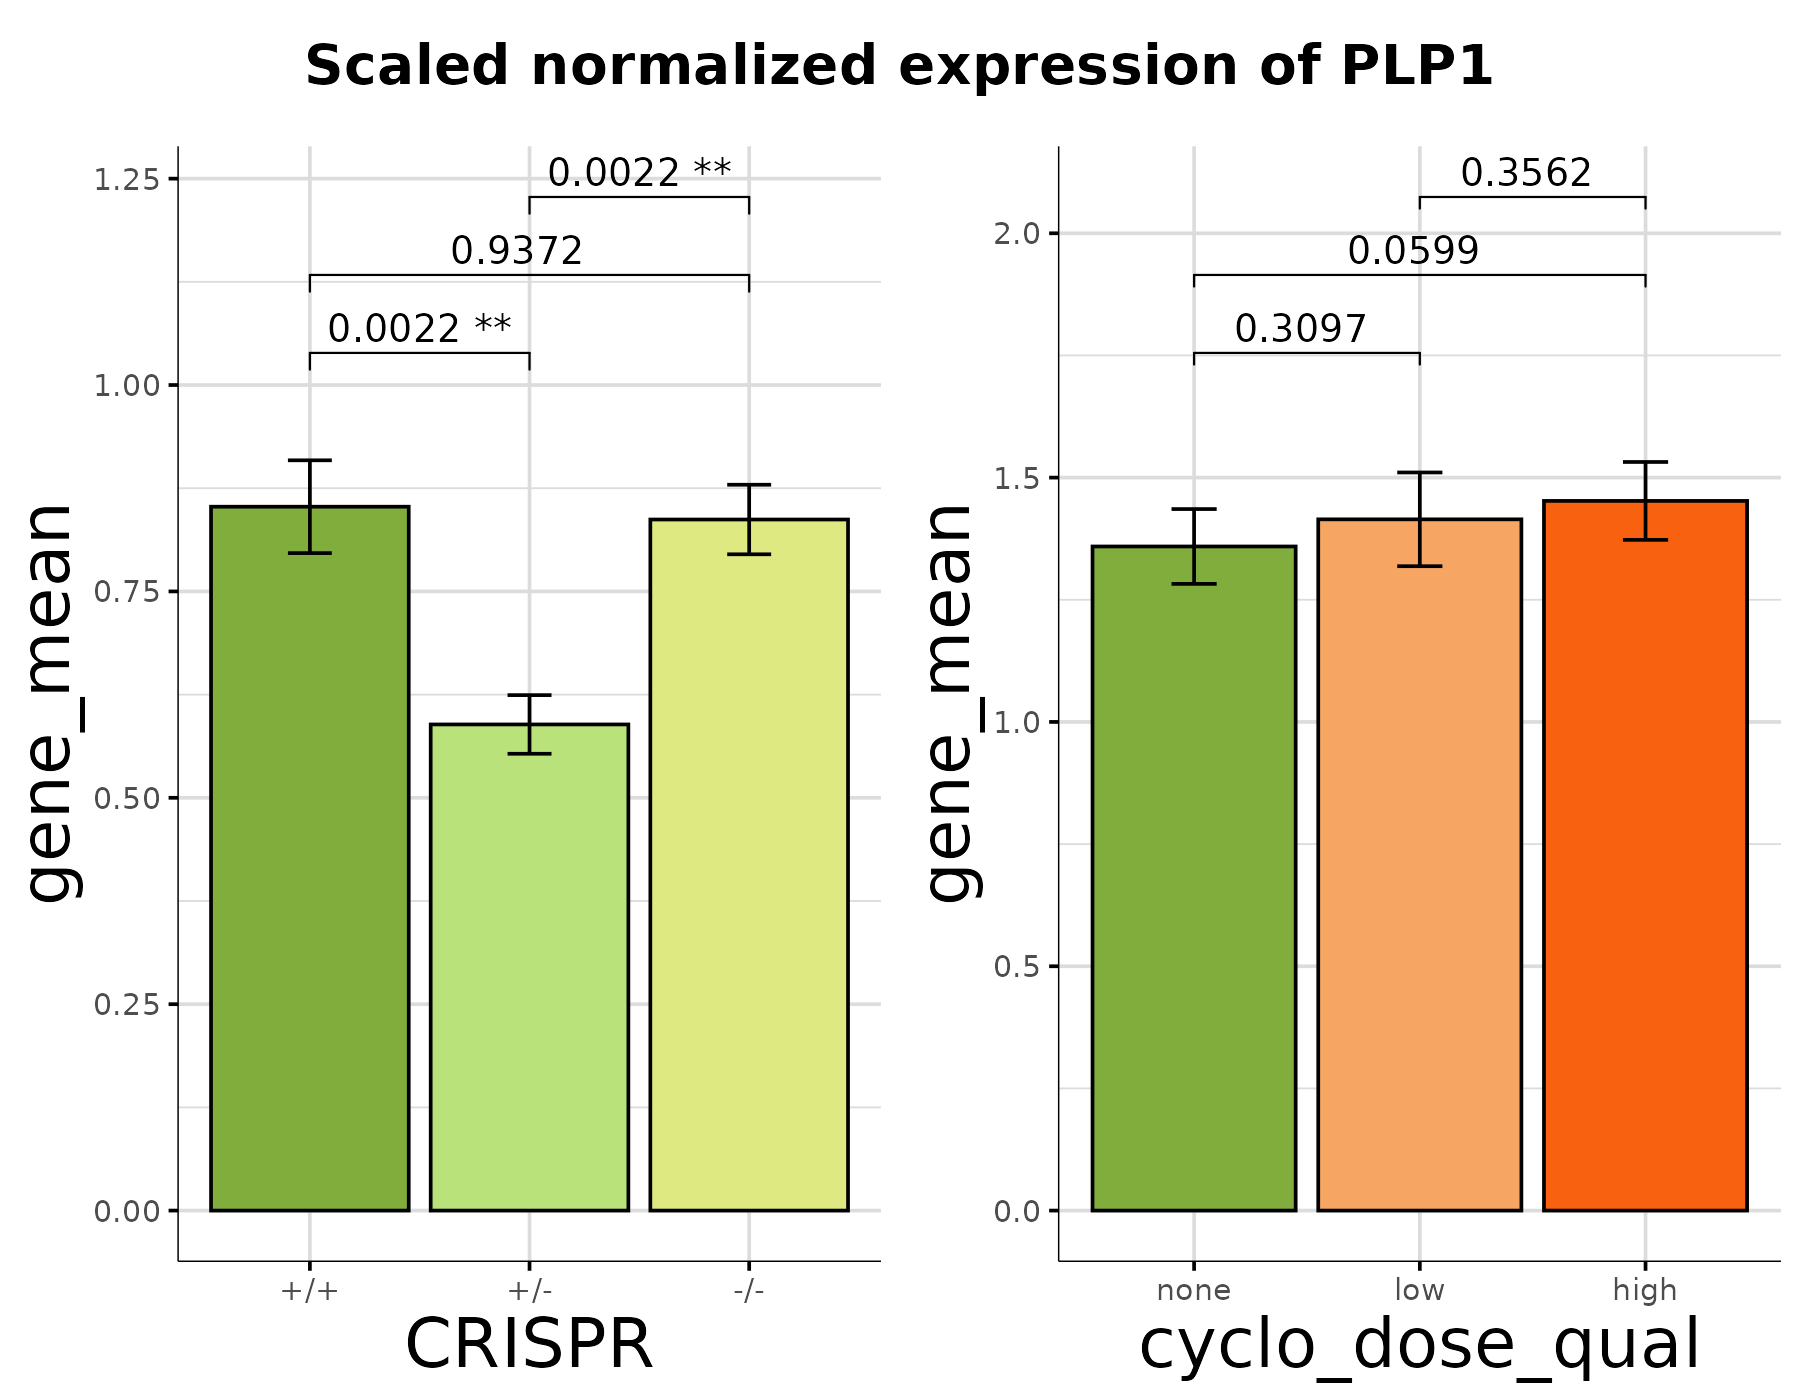 Scaled normalized expression of PLP1
gene_mean
1.25
1.00
0.75
0.50
0.25
0.00
0.0022 **
0.9372
0.0022 **
+/+
+/-
-/-
CRISPR
gene_mean
2.0
1.5
1.0
0.5
0.0
0.3562
0.0599
0.3097
none
low
high
cyclo_dose_qual